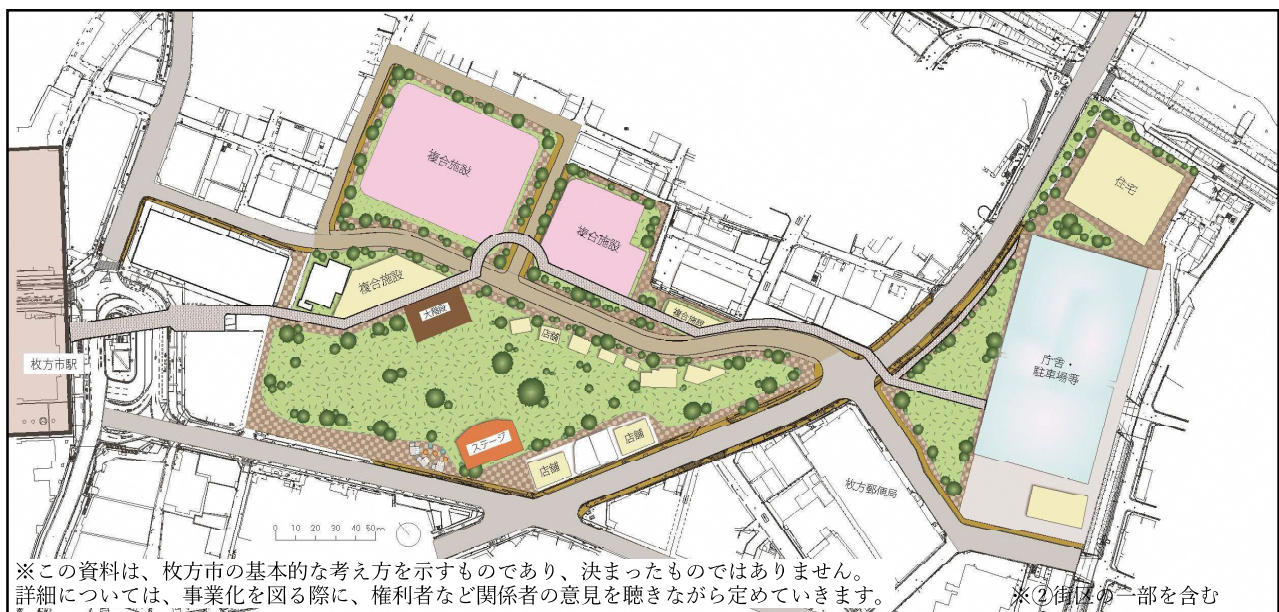 複合施設
住宅
複合施設
複合施設
大階段
複合施設
店舗
枚方市駅
庁舎・
駐車場等
ステージ
店舗
店舗
枚方郵便局
0 10 20 30 40 50m
※この資料は、枚方市の基本的な考え方を示すものであり、決まったものではありません。
詳細については、事業化を図る際に、権利者など関係者の意見を聴きながら定めていきます。
※②街区の一部を含む